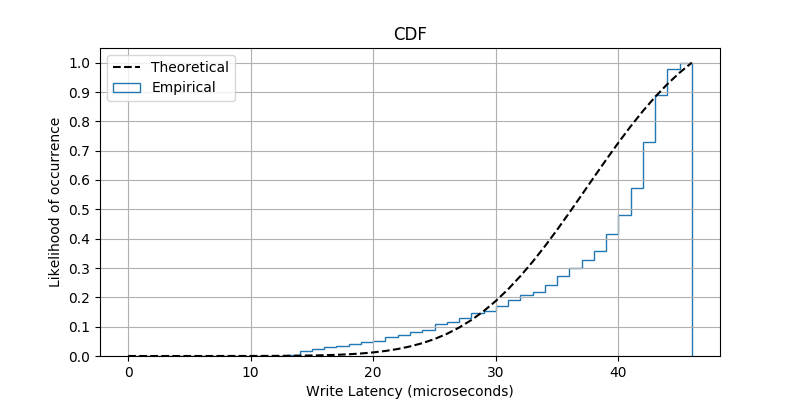 CDF
Theoretical
Empirical
Likelihood of occurrence
1.0
0.9
0.8
0.7
0.6
0.5
0.4
0.3
0.2
0.1
0.0
0 10 20 30 40
Write Latency (microseconds)